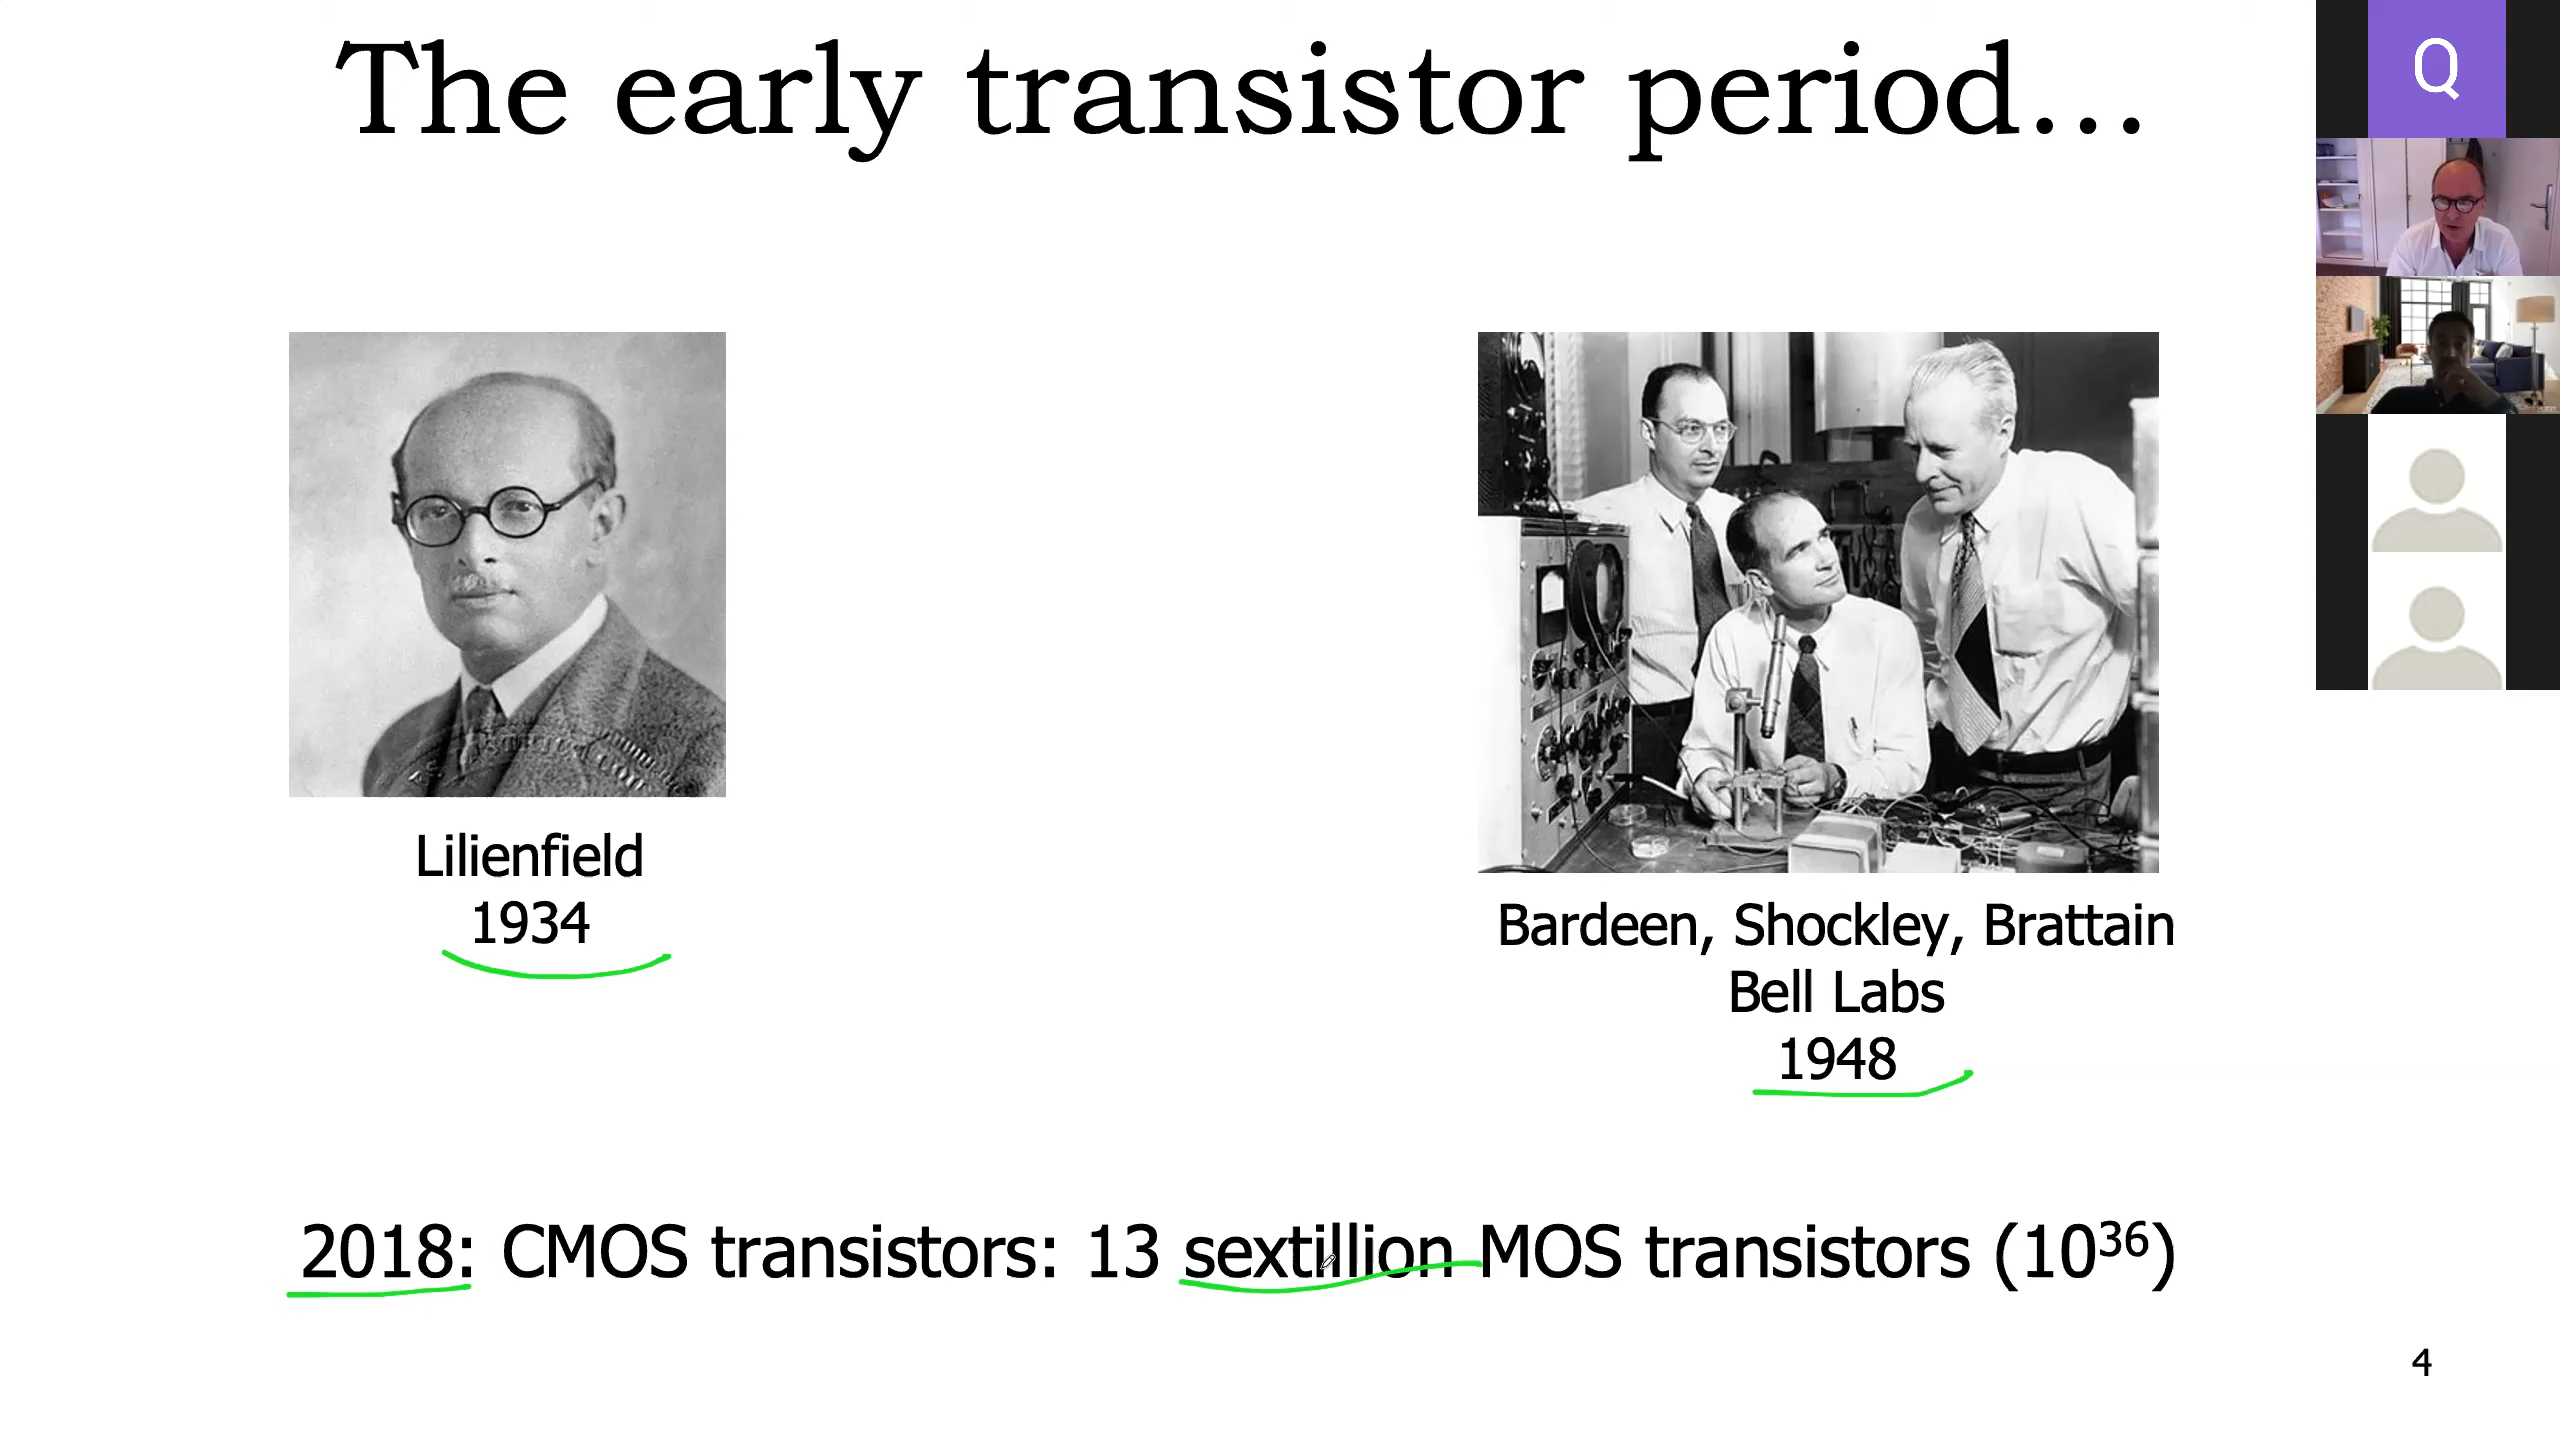 The early transistor period...
Q
Lilienfield
1934
Bardeen, Shockley, Brattain
Bell Labs
1948
2018: CMOS transistors: 13 sextillion MOS transistors (10³⁶)
4